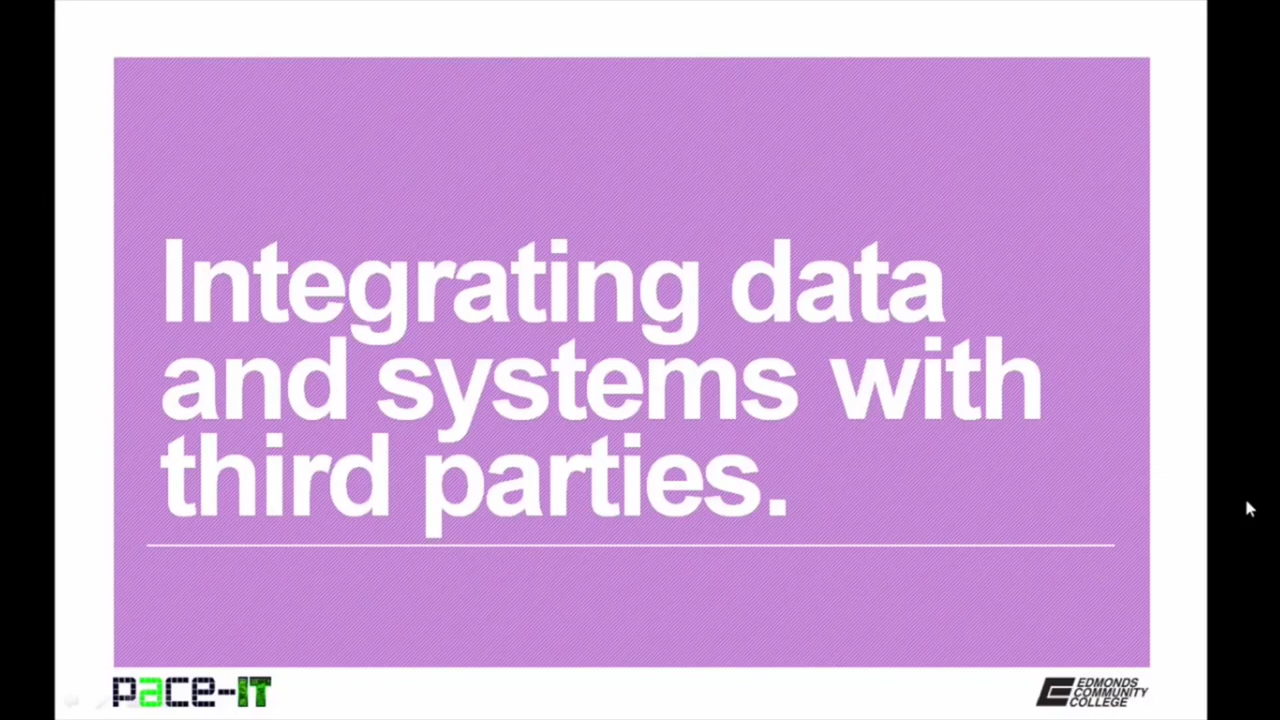 Integrating data
and systems with
third parties.
pace-IT
EDMONDS
COMMUNITY
COLLEGE